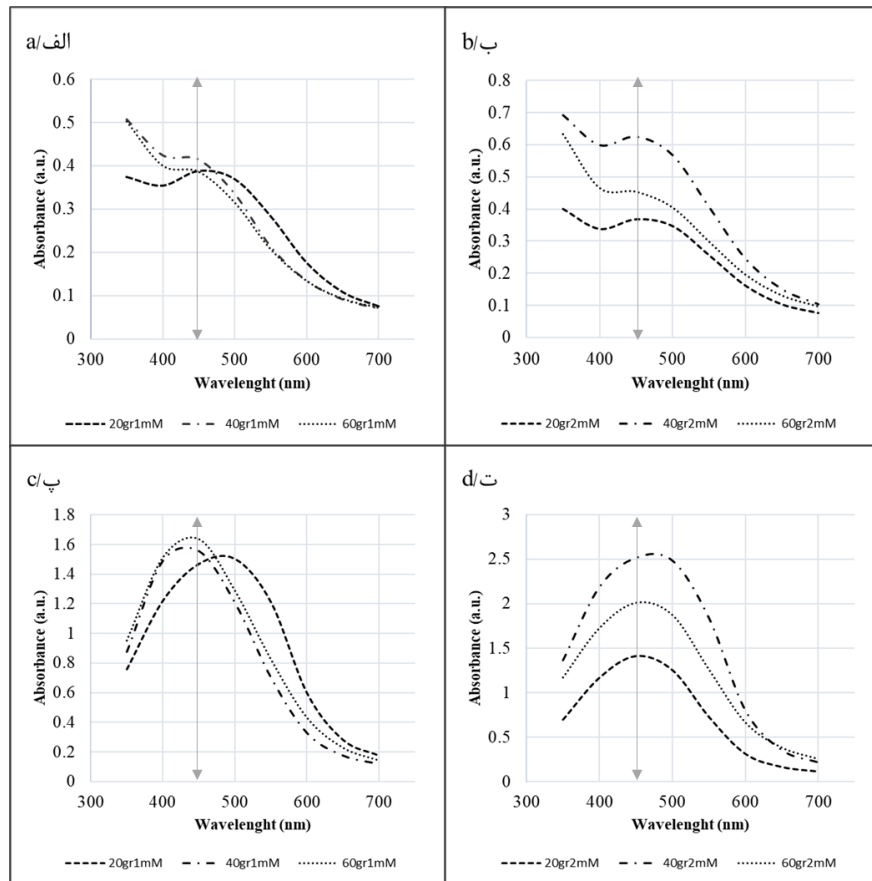 a/الف
0.6
0.5
0.4
0.3
0.2
0.1
0
Absorbance (a.u.)
300 400 500 600 700
Wavelenght (nm)
20gr1mM 40gr1mM 60gr1mM
b/ب
0.8
0.7
0.6
0.5
0.4
0.3
0.2
0.1
0
Absorbance (a.u.)
300 400 500 600 700
Wavelenght (nm)
20gr2mM 40gr2mM 60gr2mM
c/پ
1.8
1.6
1.4
1.2
1
0.8
0.6
0.4
0.2
0
Absorbance (a.u.)
300 400 500 600 700
Wavelenght (nm)
20gr1mM 40gr1mM 60gr1mM
d/ت
3
2.5
2
1.5
1
0.5
0
Absorbance (a.u.)
300 400 500 600 700
Wavelenght (nm)
20gr2mM 40gr2mM 60gr2mM